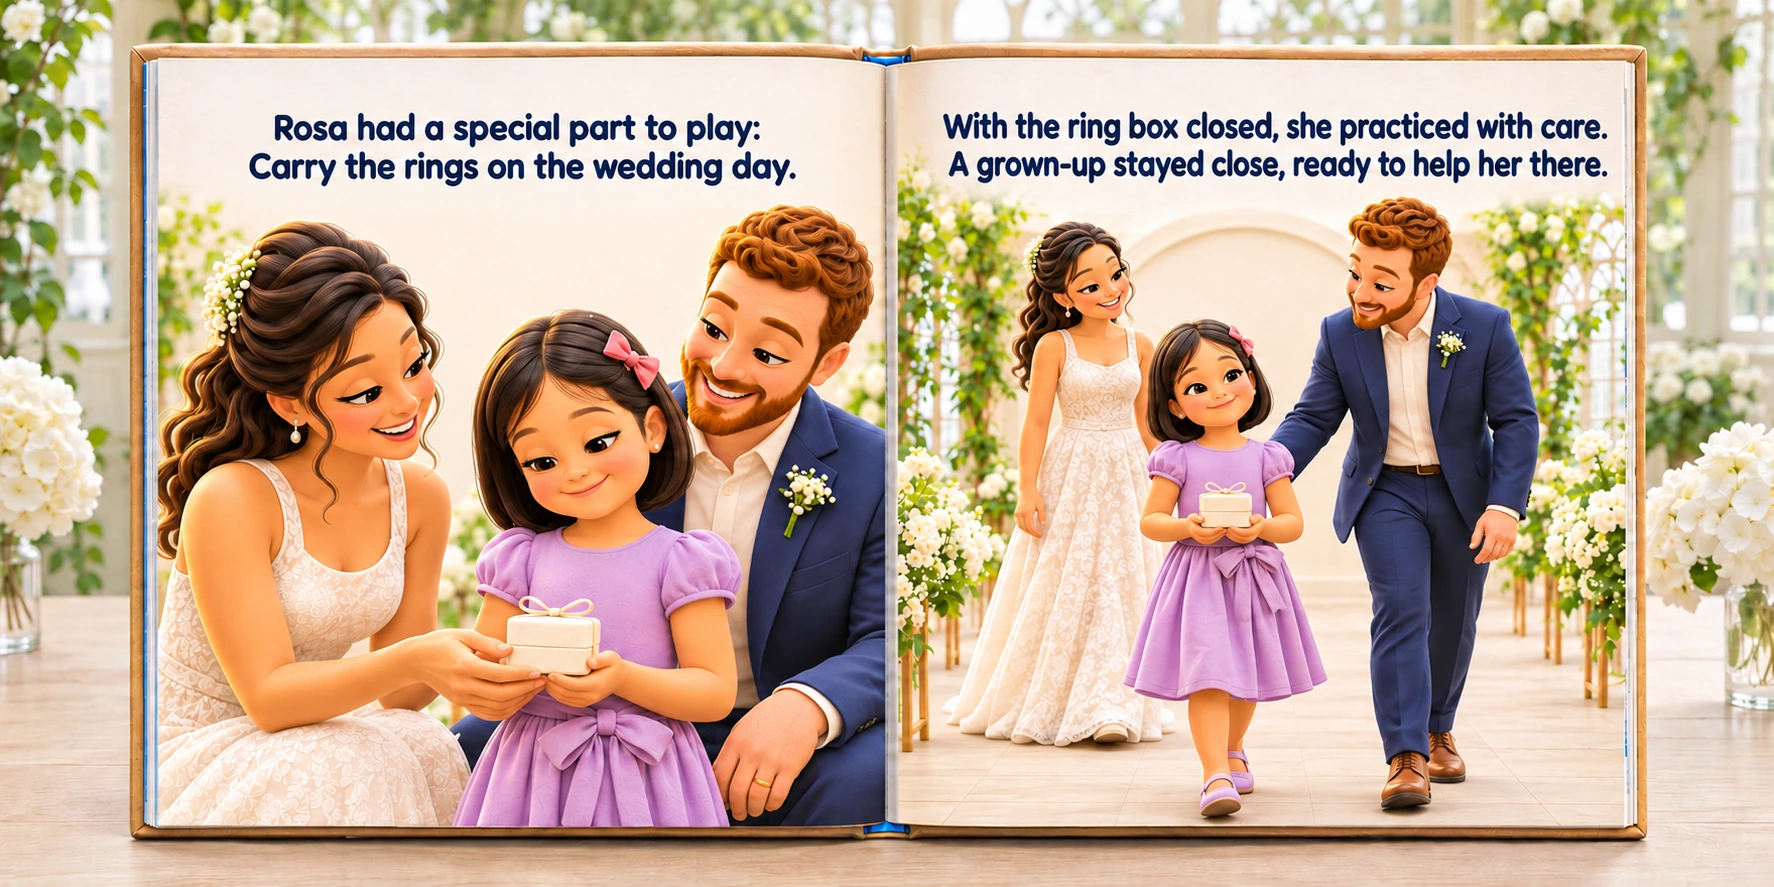 Rosa had a special part to play:
Carry the rings on the wedding day.
With the ring box closed, she practiced with care.
A grown-up stayed close, ready to help her there.